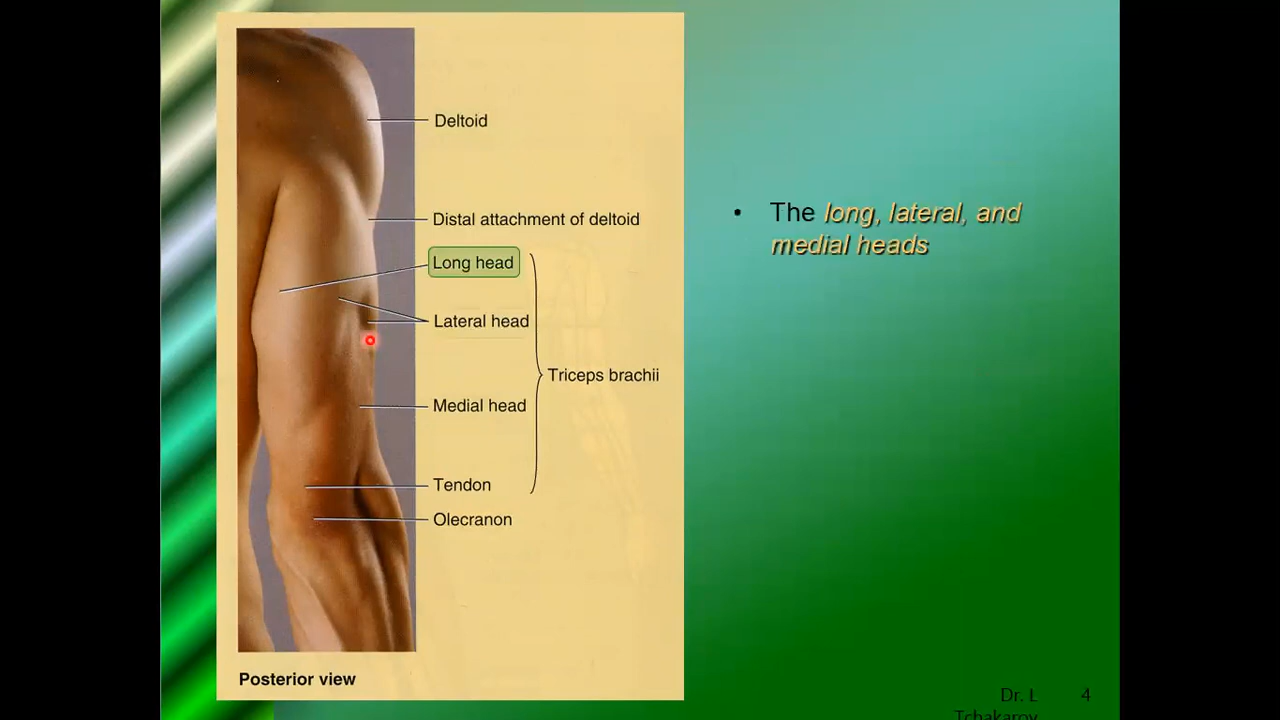 Deltoid
Distal attachment of deltoid
Long head
Lateral head
Triceps brachii
Medial head
Tendon
Olecranon
Posterior view
• The long, lateral, and
medial heads
Dr. L
Tchakarov
4